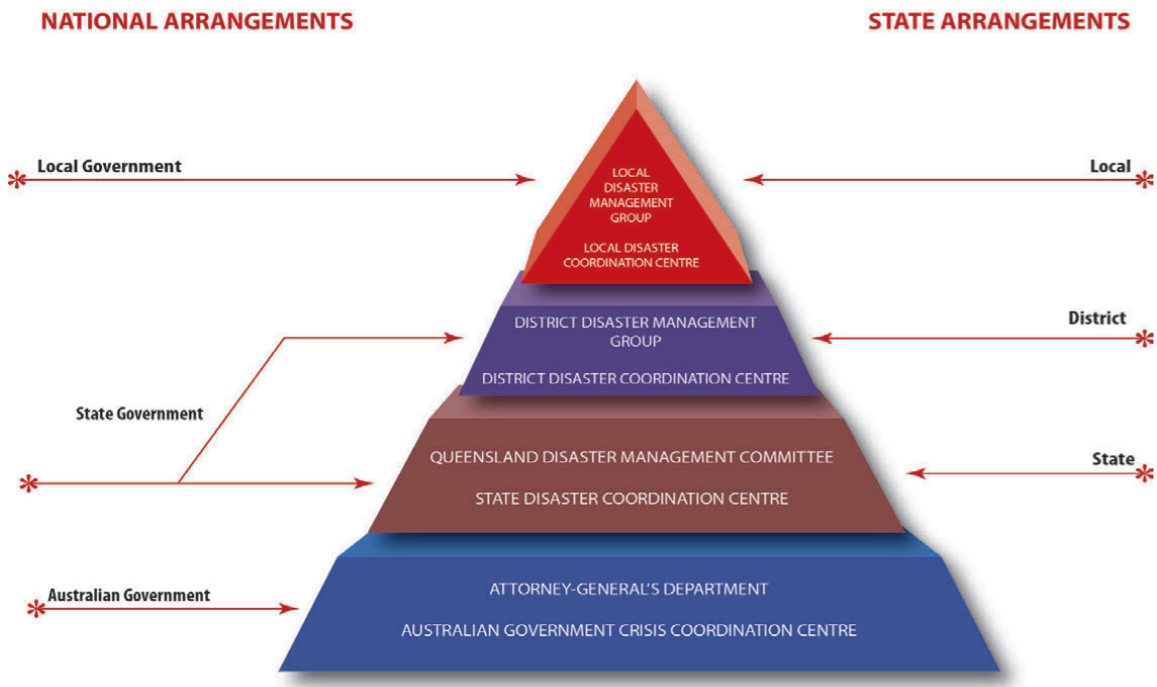 NATIONAL ARRANGEMENTS
STATE ARRANGEMENTS
Local Government
Local
LOCAL
DISASTER
MANAGEMENT
GROUP
LOCAL DISASTER
COORDINATION CENTRE
District
DISTRICT DISASTER MANAGEMENT
GROUP
DISTRICT DISASTER COORDINATION CENTRE
State Government
State
QUEENSLAND DISASTER MANAGEMENT COMMITTEE
STATE DISASTER COORDINATION CENTRE
Australian Government
ATTORNEY-GENERAL'S DEPARTMENT
AUSTRALIAN GOVERNMENT CRISIS COORDINATION CENTRE